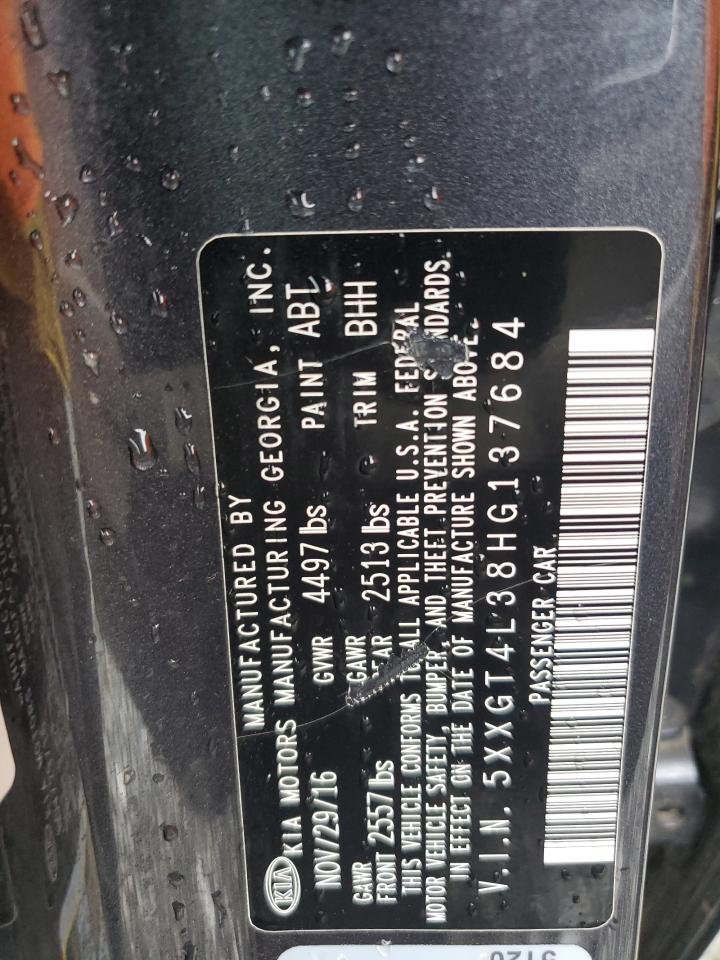 MANUFACTURED BY
KIA KIA MOTORS MANUFACTURING GEORGIA, INC.
NOV/29/16 GVWR 4497 lbs PAINT ABT
GAWR FRONT 2557 lbs GAWR REAR 2513 lbs TRIM BHH
THIS VEHICLE CONFORMS TO ALL APPLICABLE U.S.A. FEDERAL
MOTOR VEHICLE SAFETY, BUMPER, AND THEFT PREVENTION STANDARDS
IN EFFECT ON THE DATE OF MANUFACTURE SHOWN ABOVE.
V.I.N. 5XXGT4L38HG137684
PASSENGER CAR